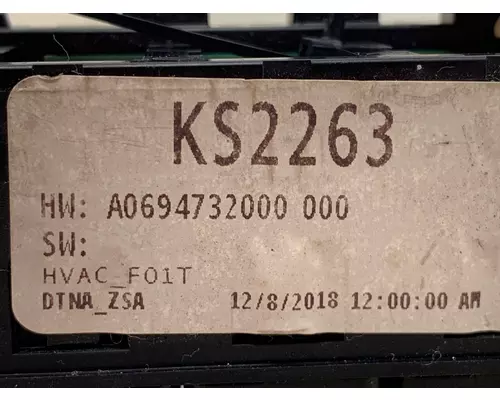 KS2263
HW: A0694732000 000
SW:
HVAC_F01T
DTNA_ZSA 12/8/2018 12:00:00 AM